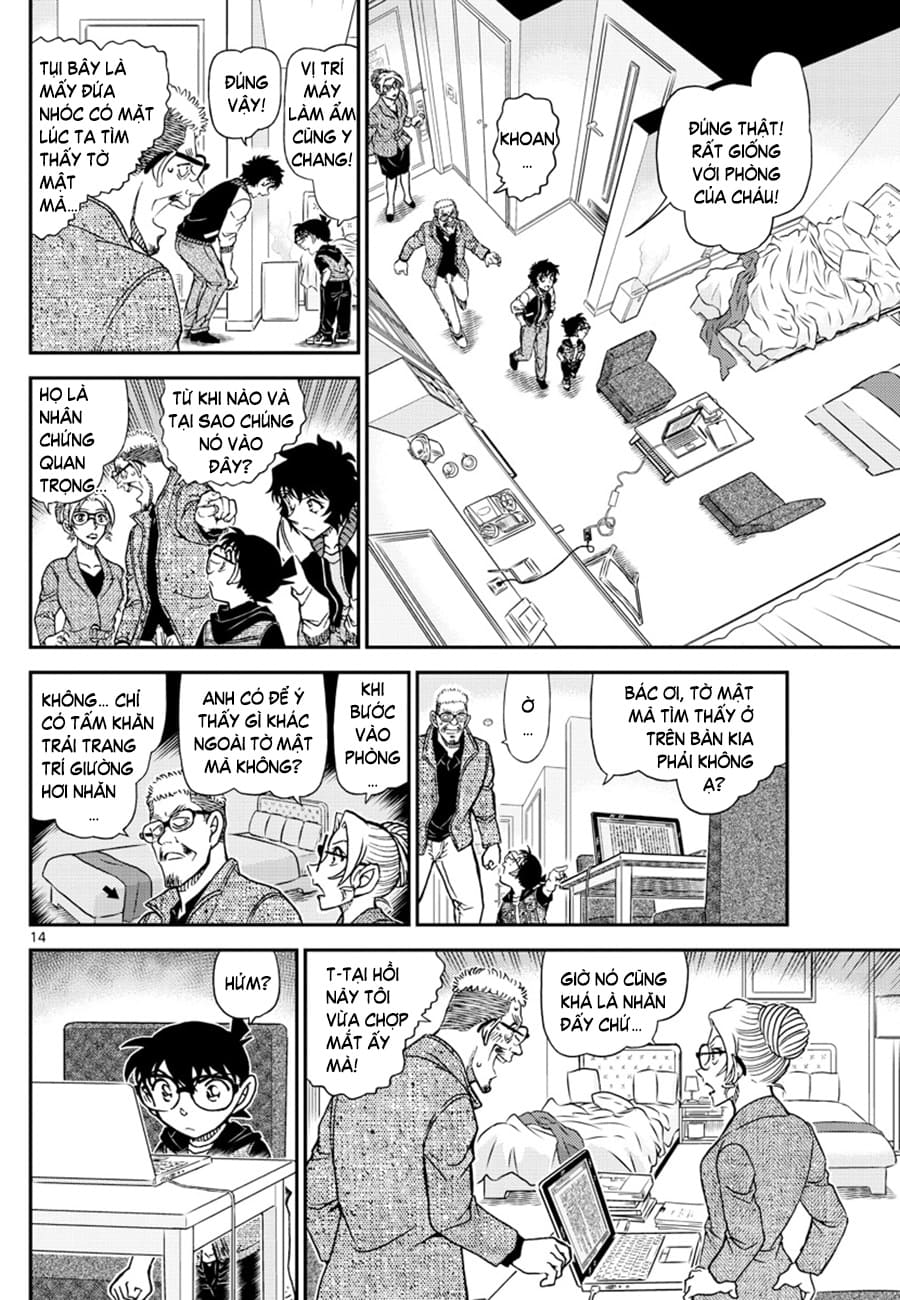 ĐÚNG THẬT!
RẤT GIỐNG
VỚI PHÒNG
CỦA CHÁU!
KHOAN
...
VỊ TRÍ
MÁY
LÀM ẨM
CŨNG Y
CHANG!
ĐÚNG
VẬY!
TỤI BÂY LÀ
MẤY ĐỨA
NHÓC CÓ MẶT
LÚC TA TÌM
THẤY TỜ
MẬT
MÃ...
TỪ KHI NÀO VÀ
TẠI SAO CHÚNG
NÓ VÀO
ĐÂY?
HỌ LÀ
NHÂN
CHỨNG
QUAN
TRỌNG...
BÁC ƠI, TỜ MẬT
MÃ TÌM THẤY Ở
TRÊN BÀN KIA
PHẢI KHÔNG
Ạ?
Ờ
...
KHI
BƯỚC
VÀO
PHÒNG
...
ANH CÓ ĐỂ Ý
THẤY GÌ KHÁC
NGOÀI TỜ MẬT
MÃ KHÔNG?
KHÔNG... CHỈ
CÓ TẤM KHĂN
TRẢI TRANG
TRÍ GIƯỜNG
HƠI NHĂN
...
14
GIỜ NÓ CŨNG
KHÁ LÀ NHĂN
ĐẤY CHỨ...
T-TẠI HỒI
NÃY TÔI
VỪA CHỢP
MẮT ẤY
MÀ!
HỬM?